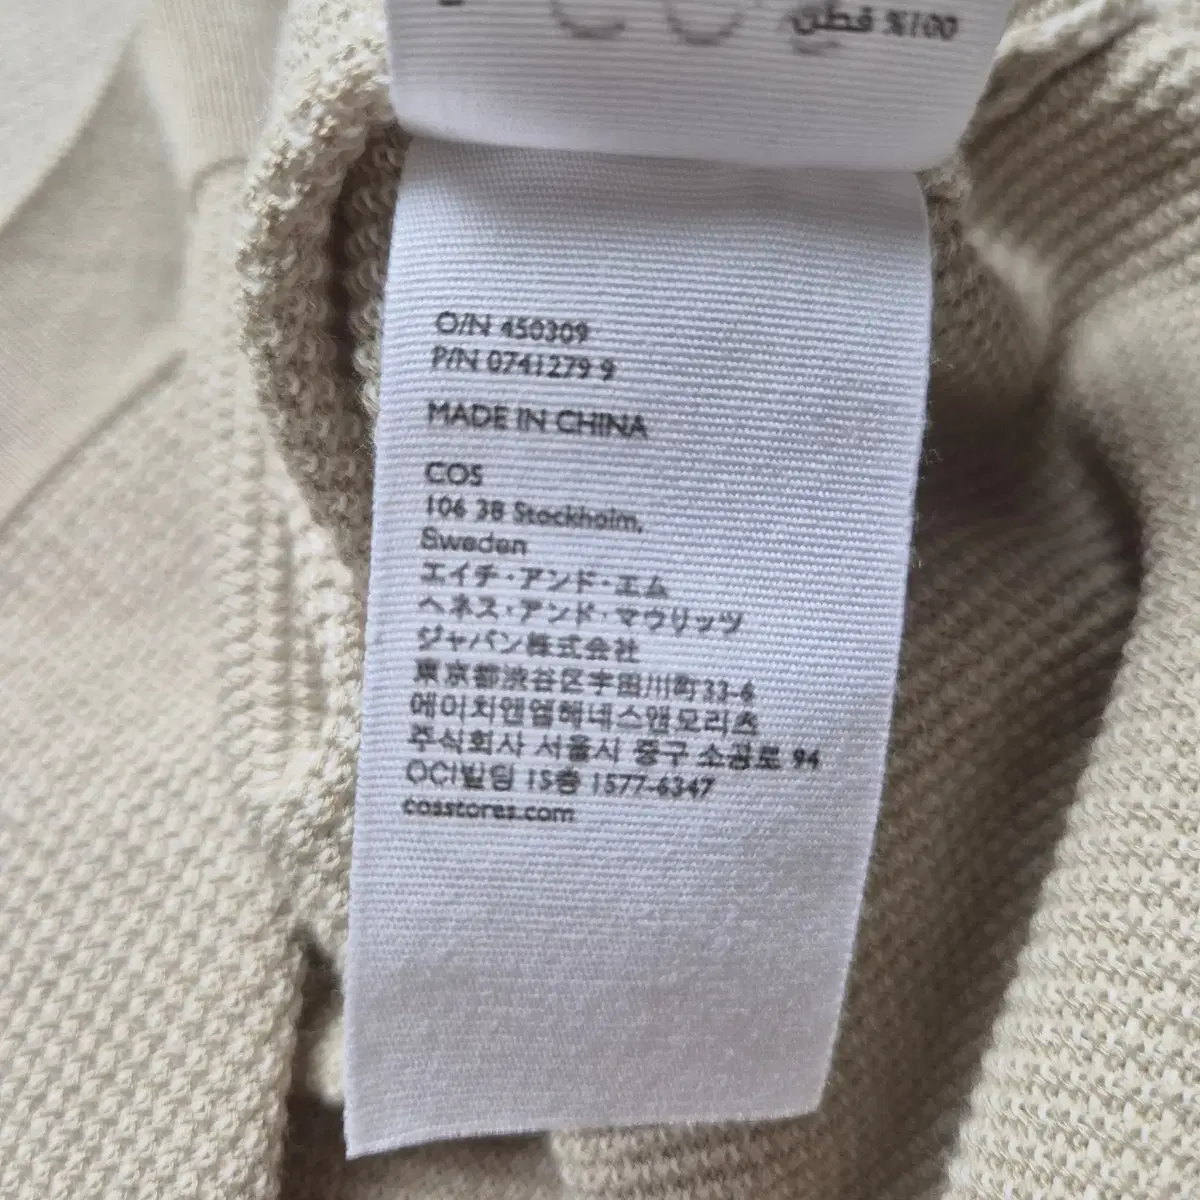 %100 قطن
O/N 450309
P/N 0741279 9
MADE IN CHINA
COS
106 38 Stockholm,
Sweden
エイチ・アンド・エム
ヘネス・アンド・マウリッツ
ジャパン株式会社
東京都渋谷区宇田川町33-6
에이치앤엠헤네스앤모리츠
주식회사 서울시 중구 소공로 94
OCI빌딩 15층 1577-6347
cosstores.com